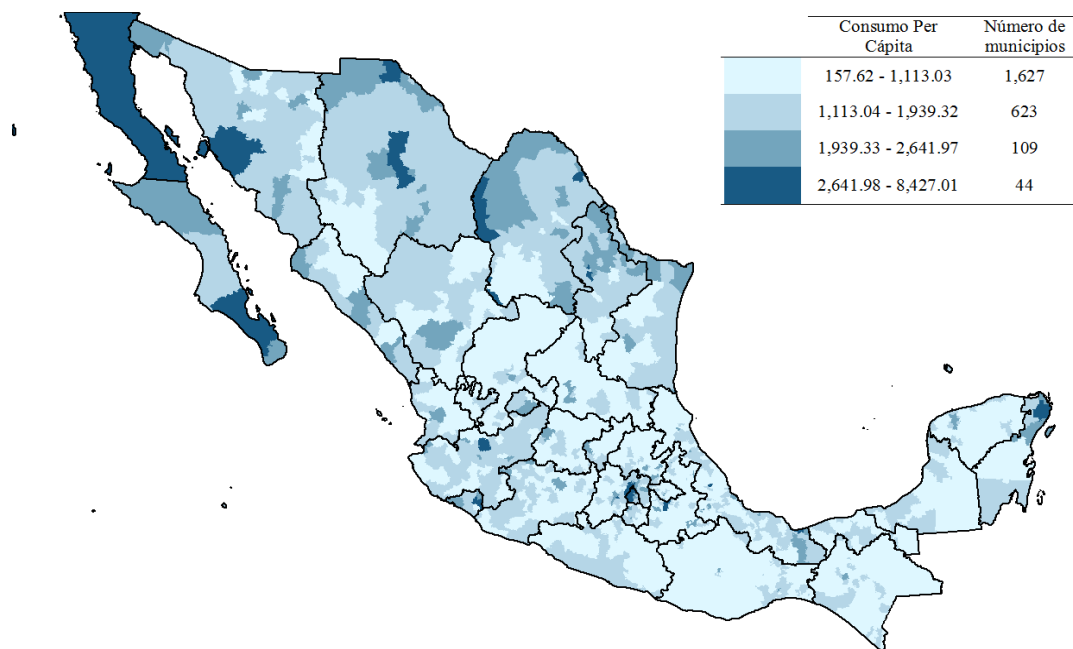 Consumo Per Cápita Número de municipios
157.62 - 1,113.03 1,627
1,113.04 - 1,939.32 623
1,939.33 - 2,641.97 109
2,641.98 - 8,427.01 44